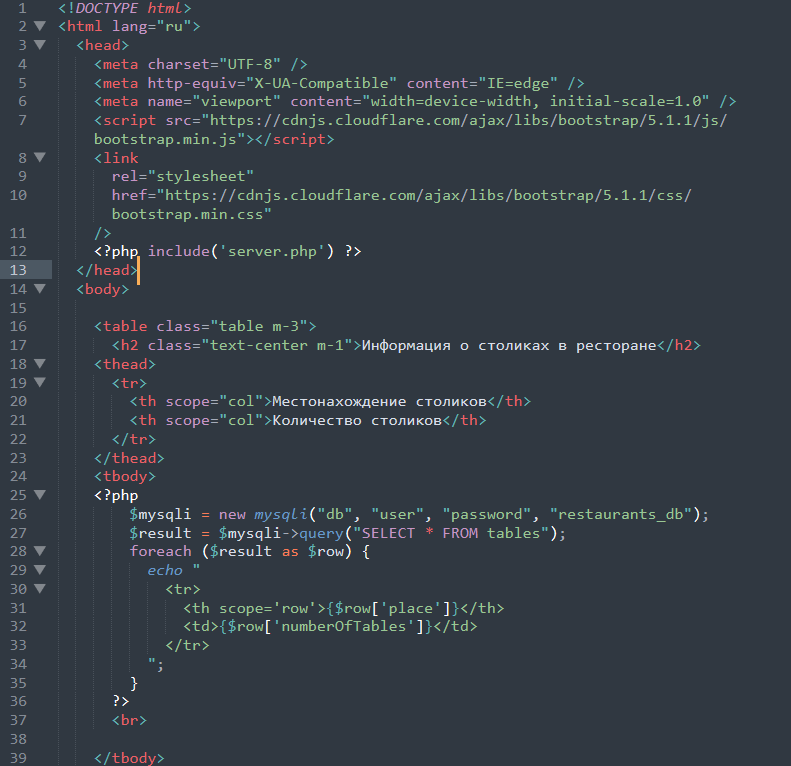 1 <!DOCTYPE html>
2 <html lang="ru">
3 <head>
4 <meta charset="UTF-8" />
5 <meta http-equiv="X-UA-Compatible" content="IE=edge" />
6 <meta name="viewport" content="width=device-width, initial-scale=1.0" />
7 <script src="https://cdnjs.cloudflare.com/ajax/libs/bootstrap/5.1.1/js/
bootstrap.min.js"></script>
8 <link
9 rel="stylesheet"
10 href="https://cdnjs.cloudflare.com/ajax/libs/bootstrap/5.1.1/css/
bootstrap.min.css"
11 />
12 <?php include('server.php') ?>
13 </head>
14 <body>
15
16 <table class="table m-3">
17 <h2 class="text-center m-1">Информация о столиках в ресторане</h2>
18 <thead>
19 <tr>
20 <th scope="col">Местонахождение столиков</th>
21 <th scope="col">Количество столиков</th>
22 </tr>
23 </thead>
24 <tbody>
25 <?php
26 $mysqli = new mysqli("db", "user", "password", "restaurants_db");
27 $result = $mysqli->query("SELECT * FROM tables");
28 foreach ($result as $row) {
29 echo "
30 <tr>
31 <th scope='row'>{$row['place']}</th>
32 <td>{$row['numberOfTables']}</td>
33 </tr>
34 ";
35 }
36 ?>
37 <br>
38
39 </tbody>